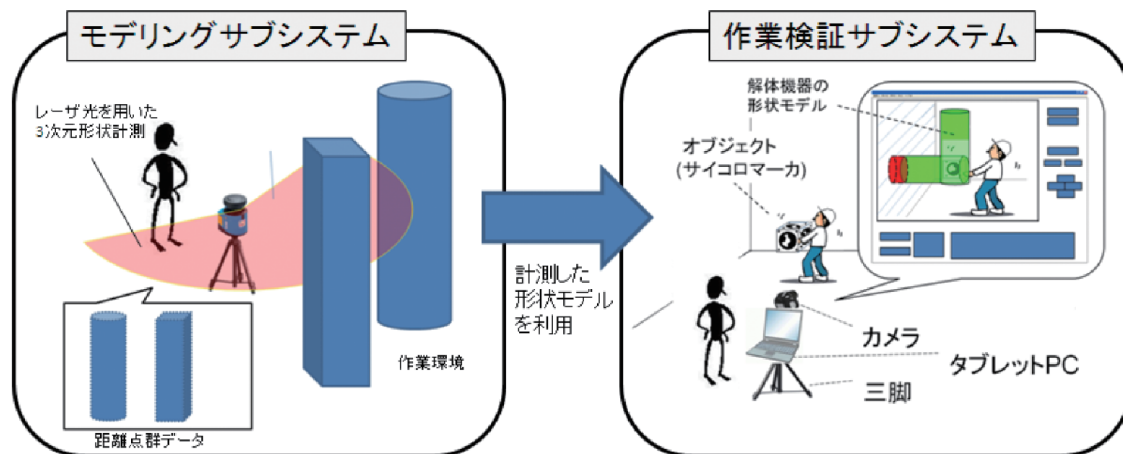 モデリングサブシステム
レーザ光を用いた
3次元形状計測
作業環境
距離点群データ
計測した
形状モデル
を利用
作業検証サブシステム
解体機器の
形状モデル
オブジェクト
(サイコロマーカ)
カメラ
タブレットPC
三脚